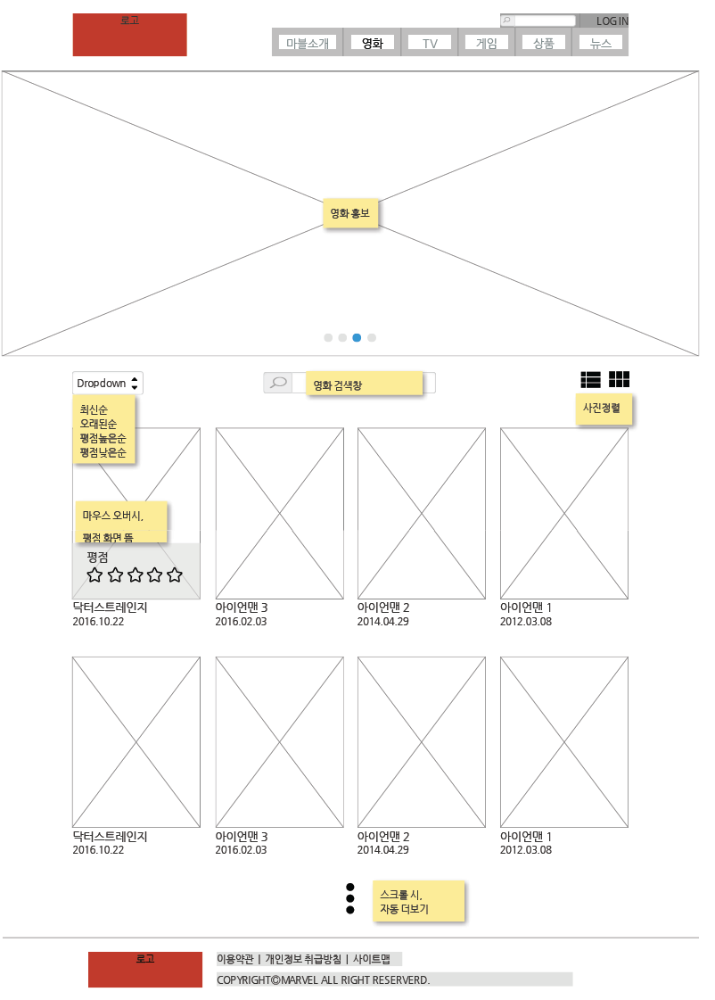 로고
LOGIN
마블소개 영화 TV 게임 상품 뉴스
영화 홍보
Dropdown
영화 검색창
최신순
오래된순
평점높은순
평점낮은순
사진정렬
마우스 오버시,
평점 화면 뜸
평점
닥터스트레인지
2016.10.22
아이언맨 3
2016.02.03
아이언맨 2
2014.04.29
아이언맨 1
2012.03.08
닥터스트레인지
2016.10.22
아이언맨 3
2016.02.03
아이언맨 2
2014.04.29
아이언맨 1
2012.03.08
스크롤 시,
자동 더보기
로고
이용약관 | 개인정보 취급방침 | 사이트맵
COPYRIGHTⓒMARVEL ALL RIGHT RESERVERD.